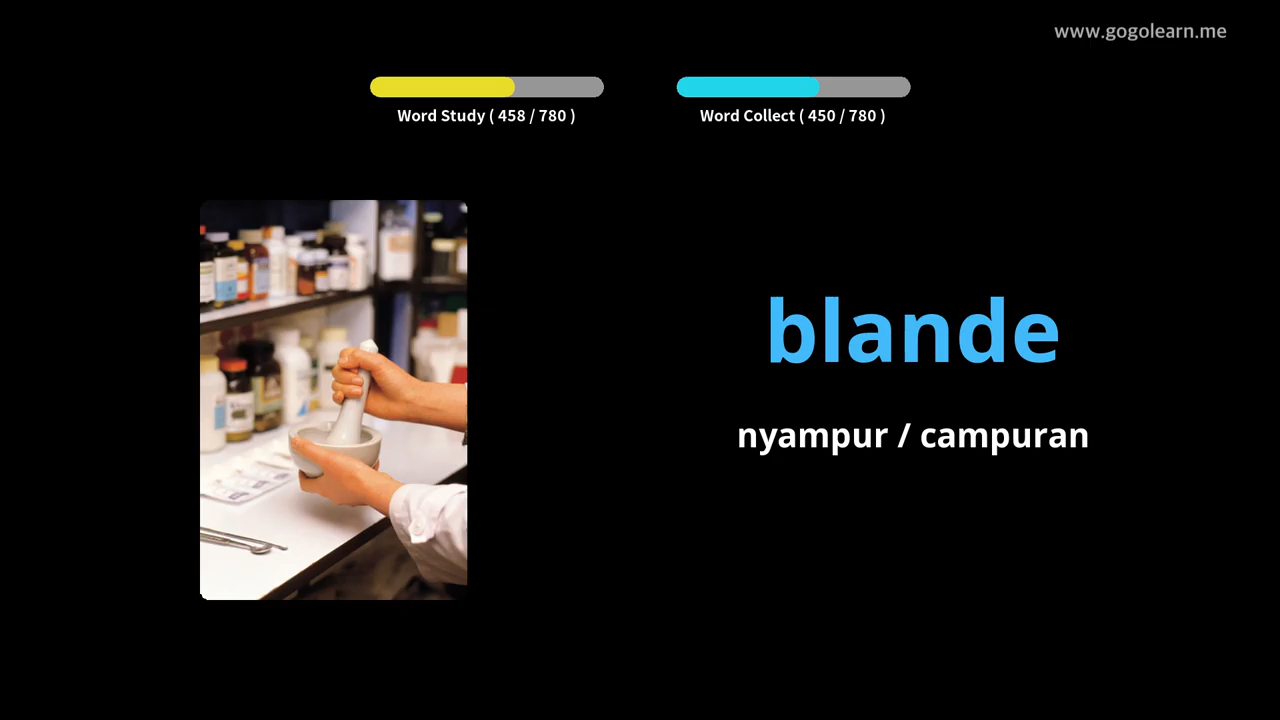 www.gogolearn.me
Word Study ( 458 / 780 )
Word Collect ( 450 / 780 )
blande
nyampur / campuran